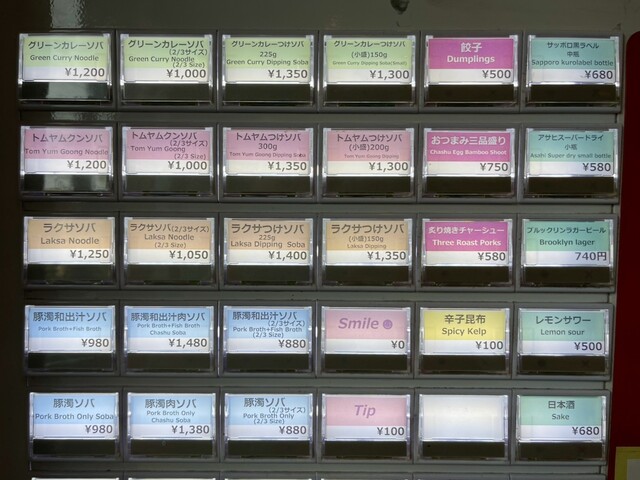 グリーンカレーソバ
Green Curry Noodle
¥1,200
グリーンカレーソバ
(2/3サイズ)
Green Curry Noodle
(2/3 Size)
¥1,000
グリーンカレーつけソバ
225g
Green Curry Dipping Soba
¥1,350
グリーンカレーつけソバ
(小盛)150g
Green Curry Dipping Soba(Small)
¥1,300
餃子
Dumplings
¥500
サッポロ黒ラベル
中瓶
Sapporo kurolabel bottle
¥680
トムヤムクンソバ
Tom Yum Goong Noodle
¥1,200
トムヤムクンソバ
(2/3サイズ)
Tom Yum Goong
(2/3 Size)
¥1,000
トムヤムつけソバ
300g
Tom Yum Goong Dipping Soba
¥1,350
トムヤムつけソバ
(小盛)200g
Tom Yum Goong Dipping
¥1,300
おつまみ三品盛り
Chashu Egg Bamboo Shoot
¥750
アサヒスーパードライ
小瓶
Asahi Super dry small bottle
¥580
ラクサソバ
Laksa Noodle
¥1,250
ラクサソバ(2/3サイズ)
Laksa Noodle
(2/3 Size)
¥1,050
ラクサつけソバ
225g
Laksa Dipping Soba
¥1,400
ラクサつけソバ
(小盛)150g
Laksa Dipping
¥1,350
炙り焼きチャーシュー
Three Roast Porks
¥580
ブルックリンラガービール
Brooklyn lager
740円
豚濁和出汁ソバ
Pork Broth+Fish Broth
¥980
豚濁和出汁肉ソバ
Pork Broth+Fish Broth
Chashu Soba
¥1,480
豚濁和出汁ソバ
(2/3サイズ)
Pork Broth+Fish Broth
(2/3 Size)
¥880
Smile☻
¥0
辛子昆布
Spicy Kelp
¥100
レモンサワー
Lemon sour
¥500
豚濁ソバ
Pork Broth Only Soba
¥980
豚濁肉ソバ
Pork Broth Only
Chashu Soba
¥1,380
豚濁ソバ
(2/3サイズ)
Pork Broth Only
(2/3 Size)
¥880
Tip
¥100
日本酒
Sake
¥680